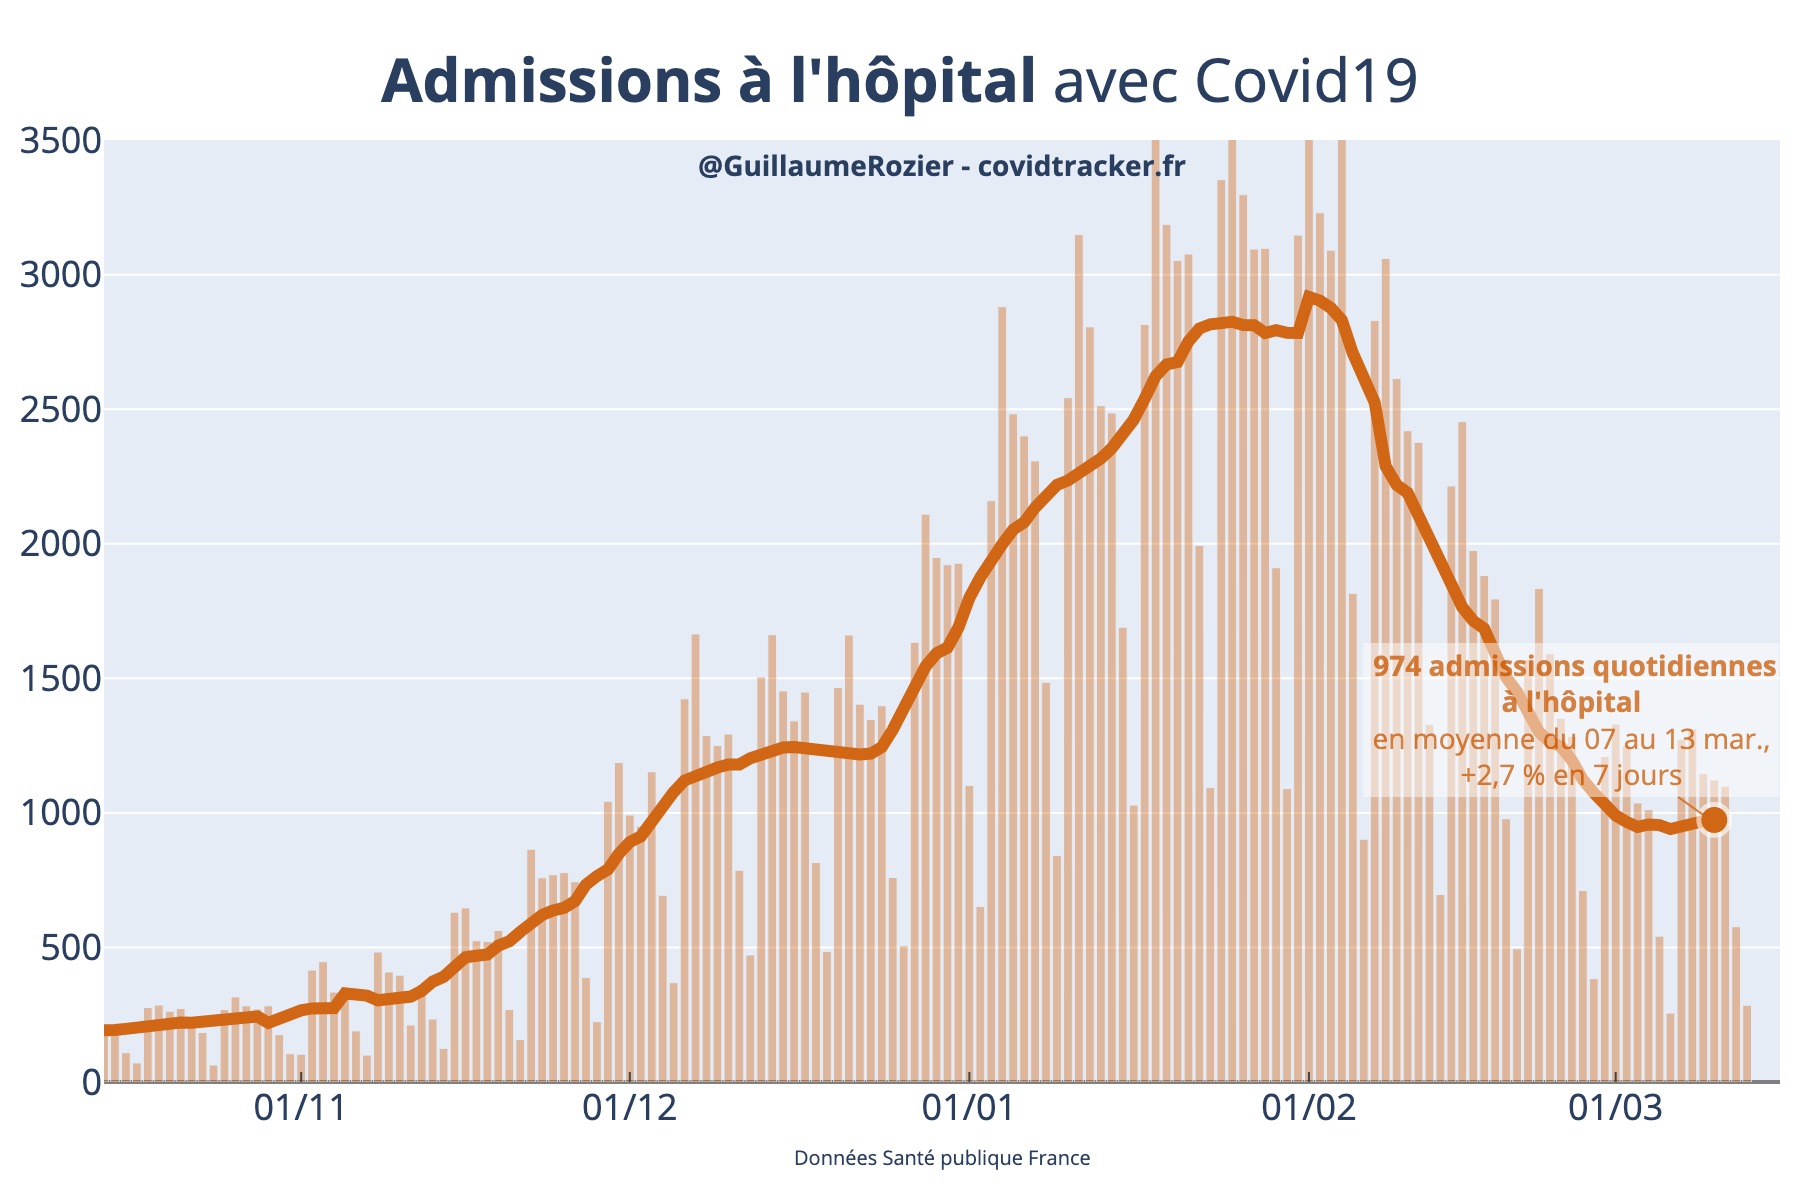 Admissions à l'hôpital avec Covid19
@GuillaumeRozier - covidtracker.fr
3500
3000
2500
2000
1500
1000
500
0
974 admissions quotidiennes
à l'hôpital
en moyenne du 07 au 13 mar.,
+2,7 % en 7 jours
01/11 01/12 01/01 01/02 01/03
Données Santé publique France